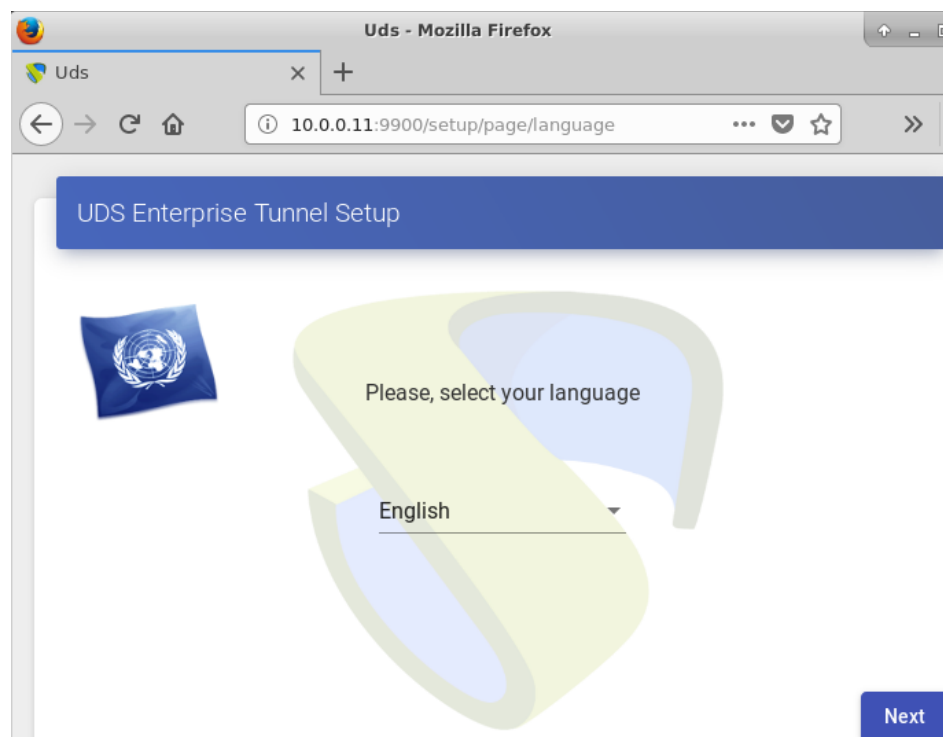 Uds - Mozilla Firefox
Uds
10.0.0.11:9900/setup/page/language
UDS Enterprise Tunnel Setup
Please, select your language
English
Next